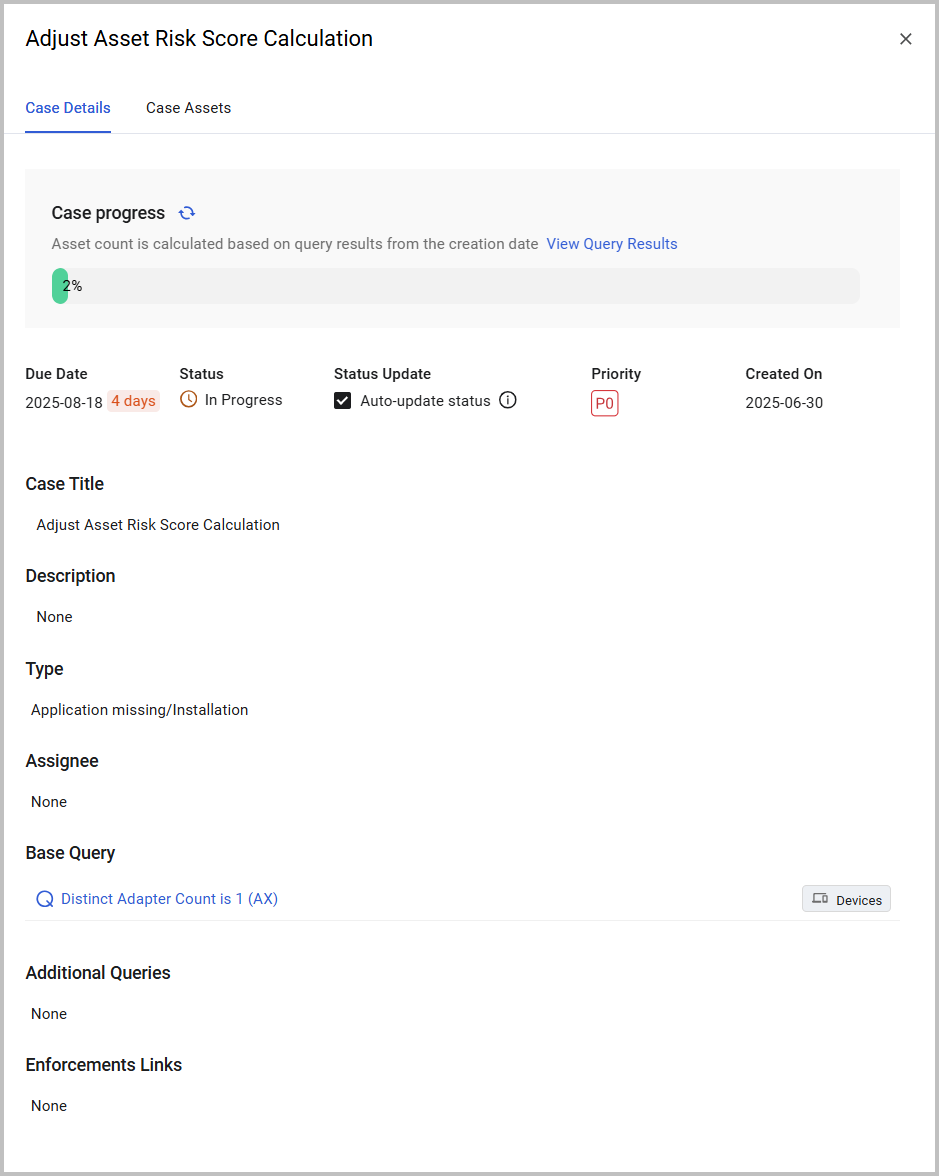 Adjust Asset Risk Score Calculation
Case Details Case Assets
Case progress
Asset count is calculated based on query results from the creation date View Query Results
2%
Due Date Status Status Update Priority Created On
2025-08-18 4 days In Progress Auto-update status P0 2025-06-30
Case Title
Adjust Asset Risk Score Calculation
Description
None
Type
Application missing/Installation
Assignee
None
Base Query
Distinct Adapter Count is 1 (AX) Devices
Additional Queries
None
Enforcements Links
None